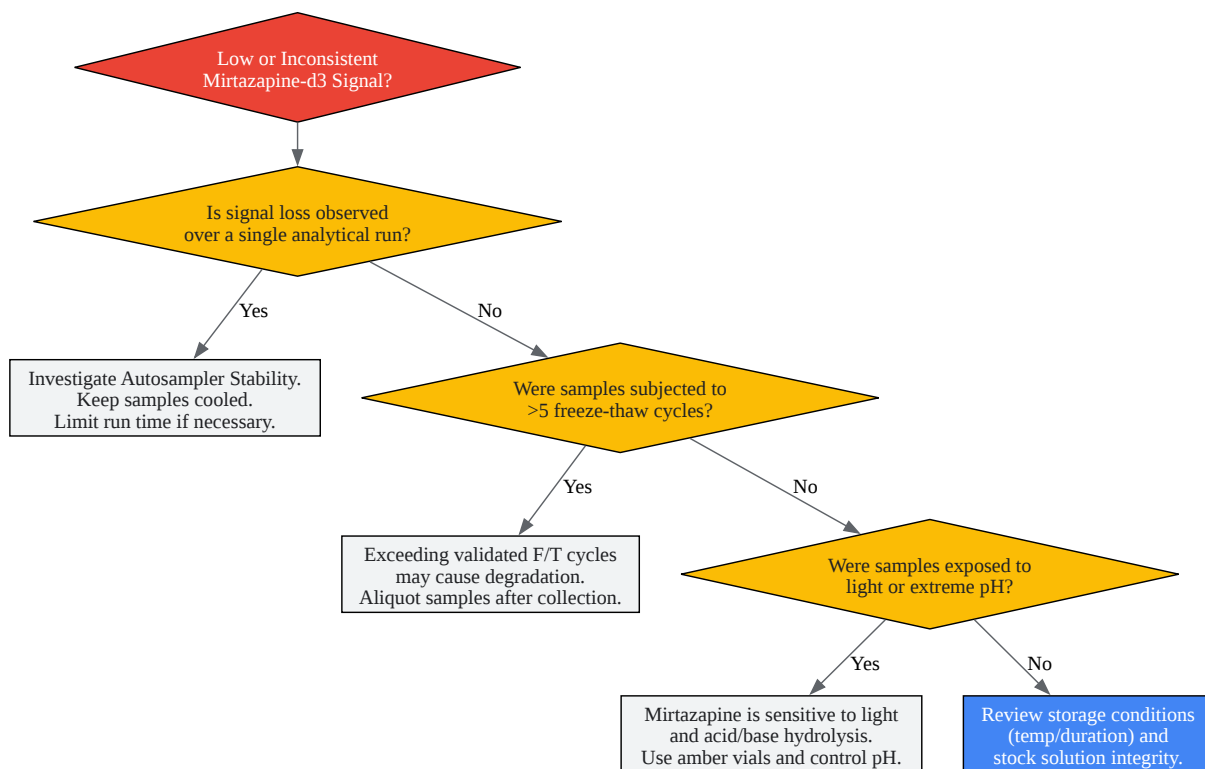 Low or Inconsistent
Mirtazapine-d3 Signal?
Is signal loss observed
over a single analytical run?
Yes
No
Investigate Autosampler Stability.
Keep samples cooled.
Limit run time if necessary.
Were samples subjected to
>5 freeze-thaw cycles?
Yes
No
Exceeding validated F/T cycles
may cause degradation.
Aliquot samples after collection.
Were samples exposed to
light or extreme pH?
Yes
No
Mirtazapine is sensitive to light
and acid/base hydrolysis.
Use amber vials and control pH.
Review storage conditions
(temp/duration) and
stock solution integrity.